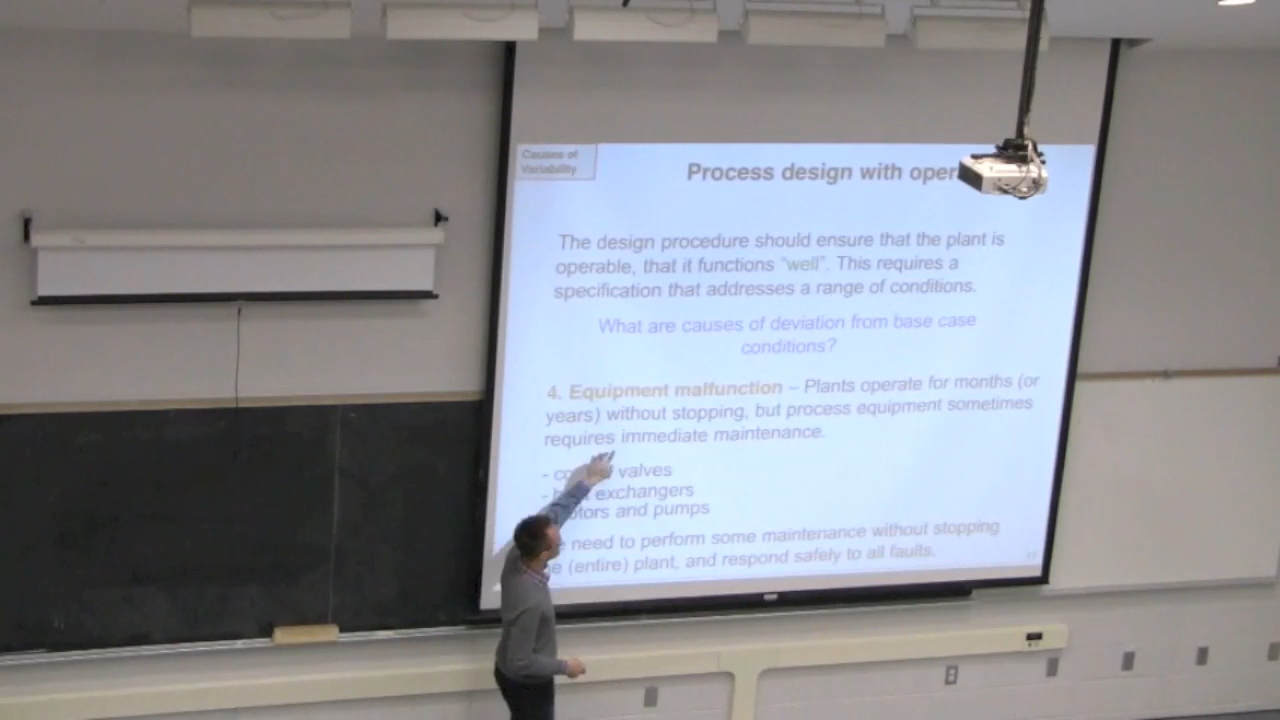 Causes of
Variability
Process design with
The design procedure should ensure that the plant is
operable, that it functions "well". This requires a
specification that addresses a range of conditions.
What are causes of deviation from base case
conditions?
4. Equipment malfunction – Plants operate for months (or
years) without stopping, but process equipment sometimes
requires immediate maintenance.
- valves
- exchangers
and pumps
need to perform some maintenance without stopping
(entire) plant, and respond safely to all faults.